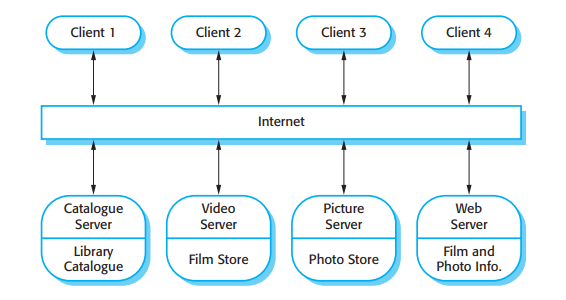 Client 1
Client 2
Client 3
Client 4
Internet
Catalogue
Server
Library
Catalogue
Video
Server
Film Store
Picture
Server
Photo Store
Web
Server
Film and
Photo Info.